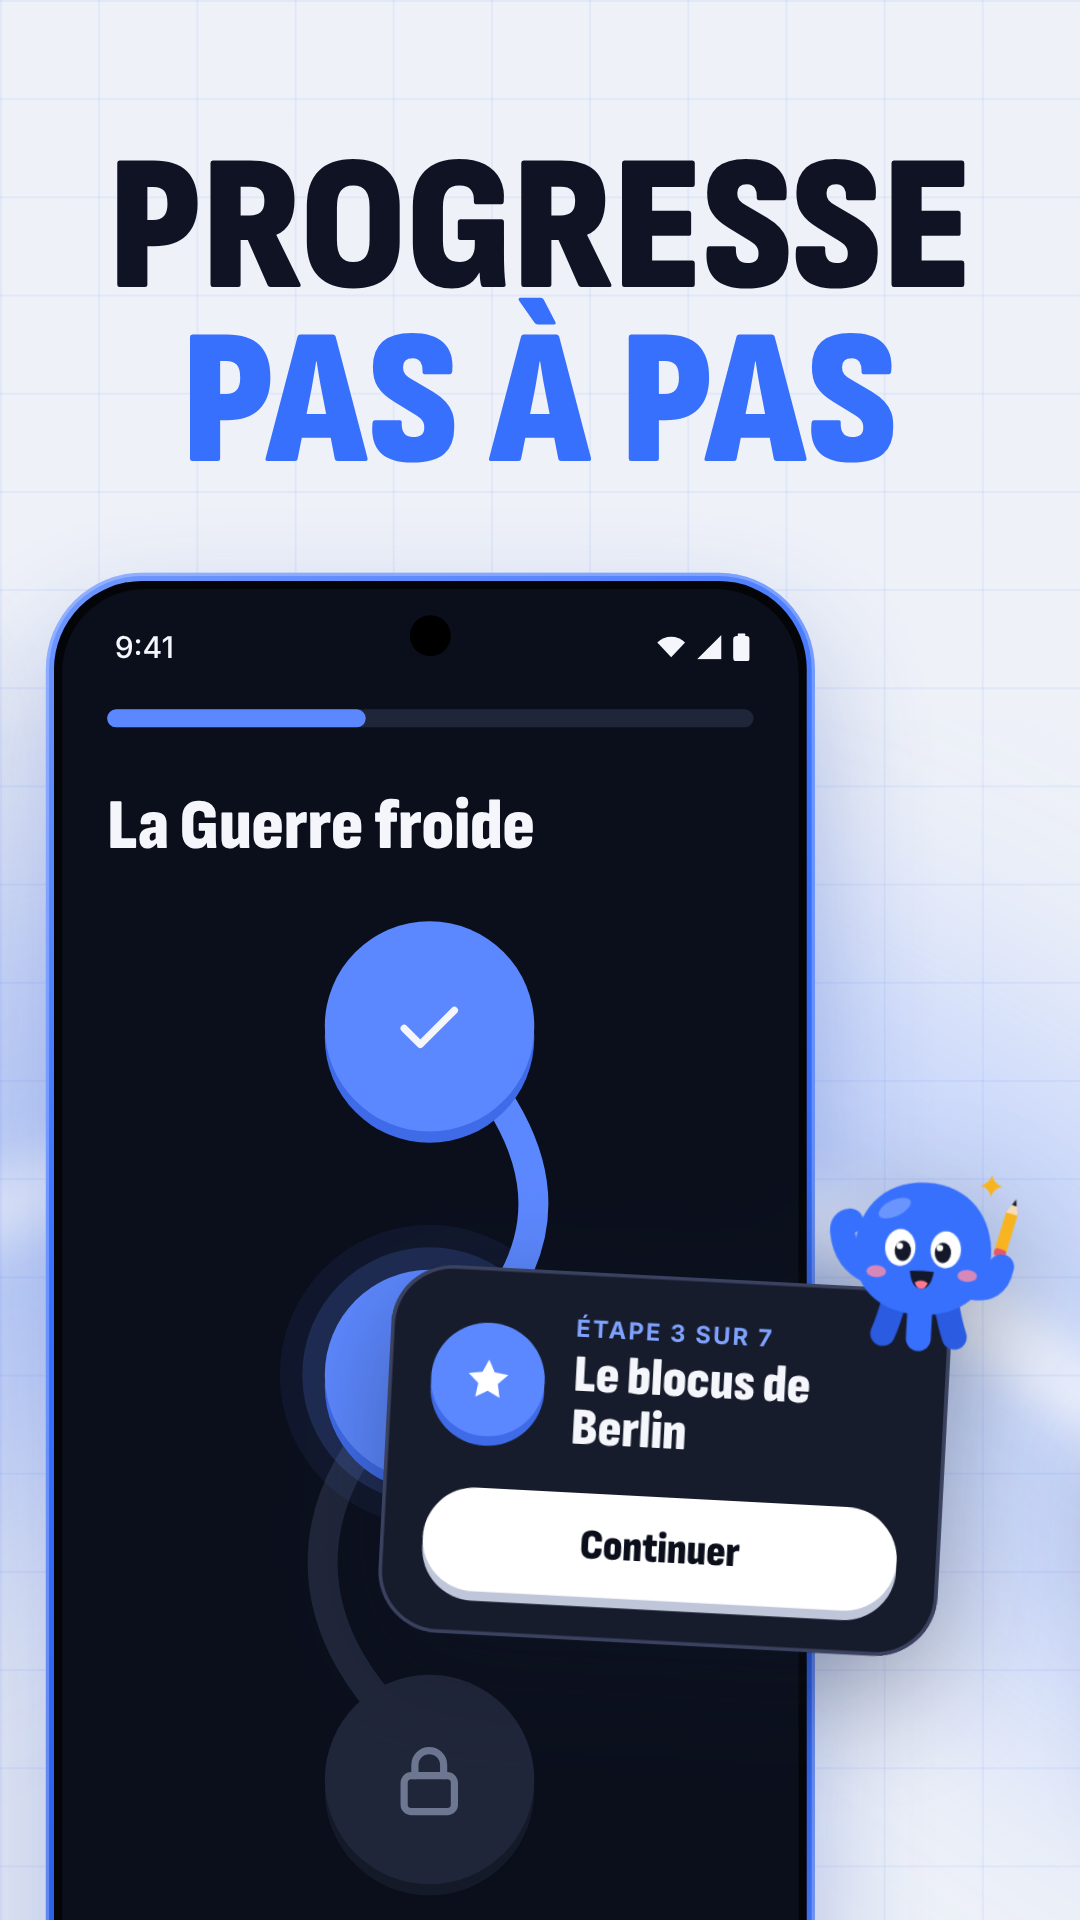 PROGRESSE
PAS À PAS
9:41
La Guerre froide
ÉTAPE 3 SUR 7
Le blocus de
Berlin
Continuer